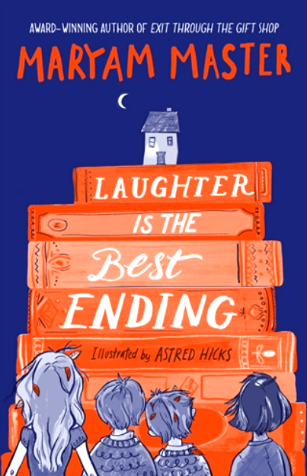 AWARD-WINNING AUTHOR OF EXIT THROUGH THE GIFT SHOP
MARYAM MASTER
LAUGHTER
IS THE
Best
ENDING
Illustrated by ASTRED HICKS